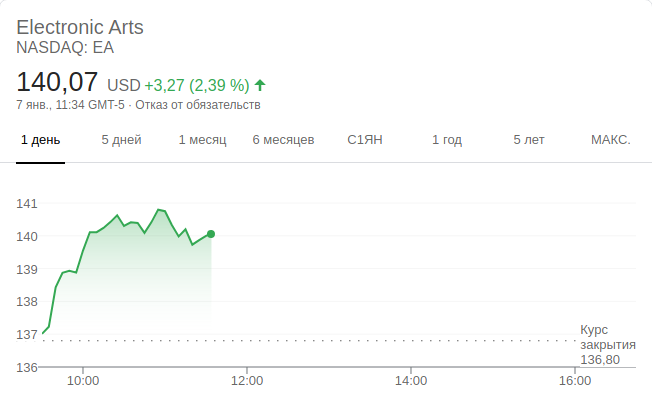 Electronic Arts
NASDAQ: EA
140,07 USD +3,27 (2,39 %)
7 янв., 11:34 GMT-5 · Отказ от обязательств
1 день 5 дней 1 месяц 6 месяцев С1ЯН 1 год 5 лет МАКС.
141
140
139
138
137
Курс
закрытия
136,80
136
10:00 12:00 14:00 16:00